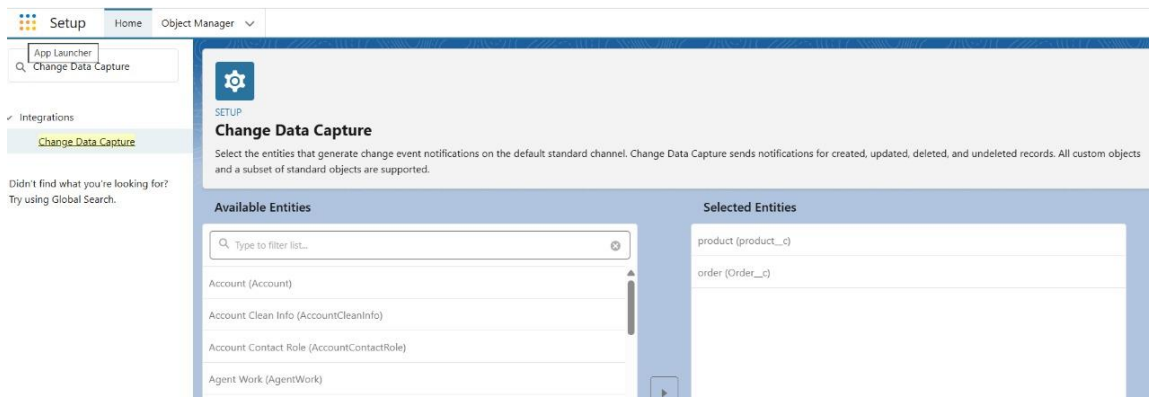 Setup
Home
Object Manager
App Launcher
Change Data Capture
Integrations
Change Data Capture
Didn't find what you're looking for?
Try using Global Search.
SETUP
Change Data Capture
Select the entities that generate change event notifications on the default standard channel. Change Data Capture sends notifications for created, updated, deleted, and undeleted records. All custom objects
and a subset of standard objects are supported.
Available Entities
Type to filter list...
Account (Account)
Account Clean Info (AccountCleanInfo)
Account Contact Role (AccountContactRole)
Agent Work (AgentWork)
Selected Entities
product (product__c)
order (Order__c)